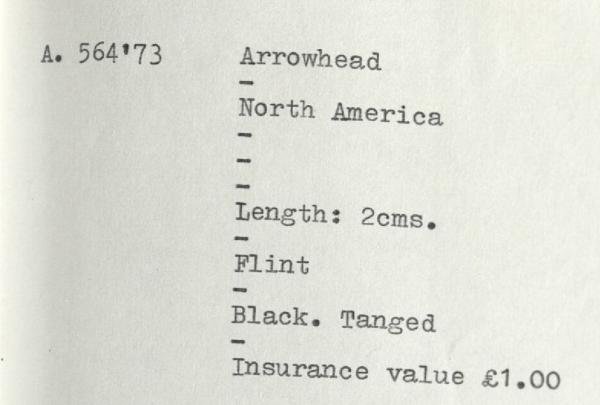 A. 564'73 Arrowhead
-
North America
-
-
-
Length: 2cms.
-
Flint
-
Black. Tanged
-
Insurance value £1.00